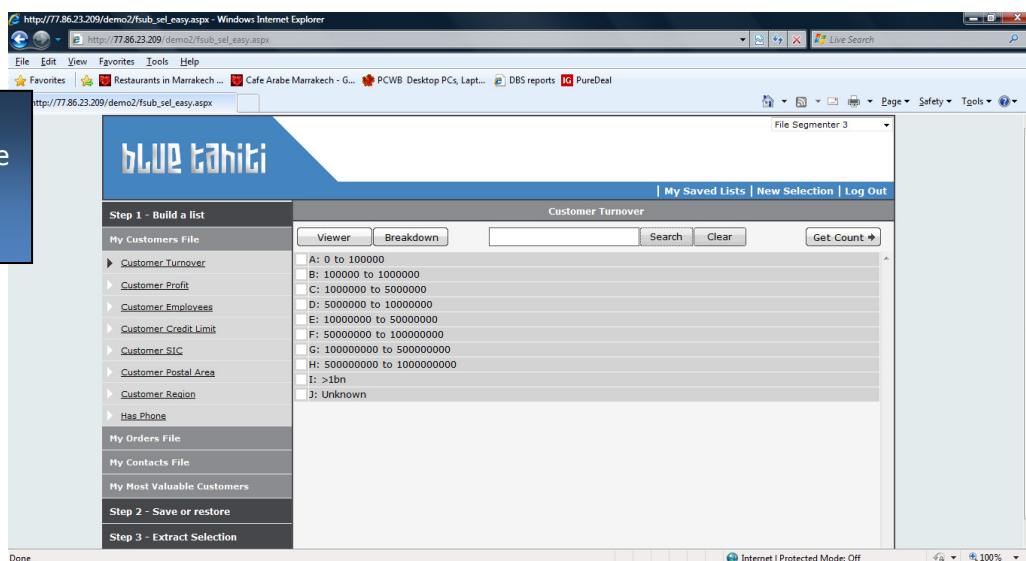 http://77.86.23.209/demo2/fsub_sel_easy.aspx - Windows Internet Explorer
http://77.86.23.209/demo2/fsub_sel_easy.aspx
Live Search
File Edit View Favorites Tools Help
Favorites Restaurants in Marrakech ... Cafe Arabe Marrakech - G... PCWB Desktop PCs, Lapt... DBS reports IG PureDeal
http://77.86.23.209/demo2/fsub_sel_easy.aspx
Page Safety Tools
e
File Segmenter 3
blue tahiti
| My Saved Lists | New Selection | Log Out
Step 1 - Build a list
Customer Turnover
My Customers File
Viewer Breakdown Search Clear Get Count
Customer Turnover
Customer Profit
Customer Employees
Customer Credit Limit
Customer SIC
Customer Postal Area
Customer Region
Has Phone
A: 0 to 100000
B: 100000 to 1000000
C: 1000000 to 5000000
D: 5000000 to 10000000
E: 10000000 to 50000000
F: 50000000 to 100000000
G: 100000000 to 500000000
H: 500000000 to 1000000000
I: >1bn
J: Unknown
My Orders File
My Contacts File
My Most Valuable Customers
Step 2 - Save or restore
Step 3 - Extract Selection
Done
Internet | Protected Mode: Off
100%